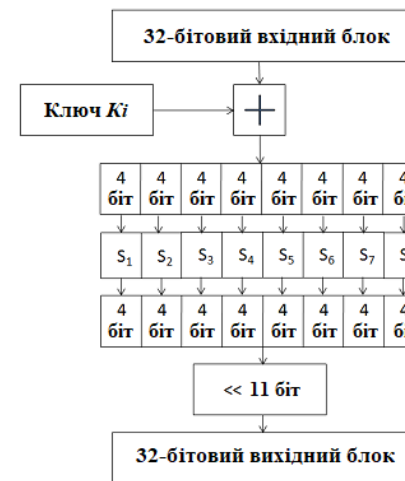 32-бітовий вхідний блок
Ключ Ki
+
4 4 4 4 4 4 4 4
біт біт біт біт біт біт біт
S₁ S₂ S₃ S₄ S₅ S₆ S₇
4 4 4 4 4 4 4 4
біт біт біт біт біт біт біт
<< 11 біт
32-бітовий вихідний блок